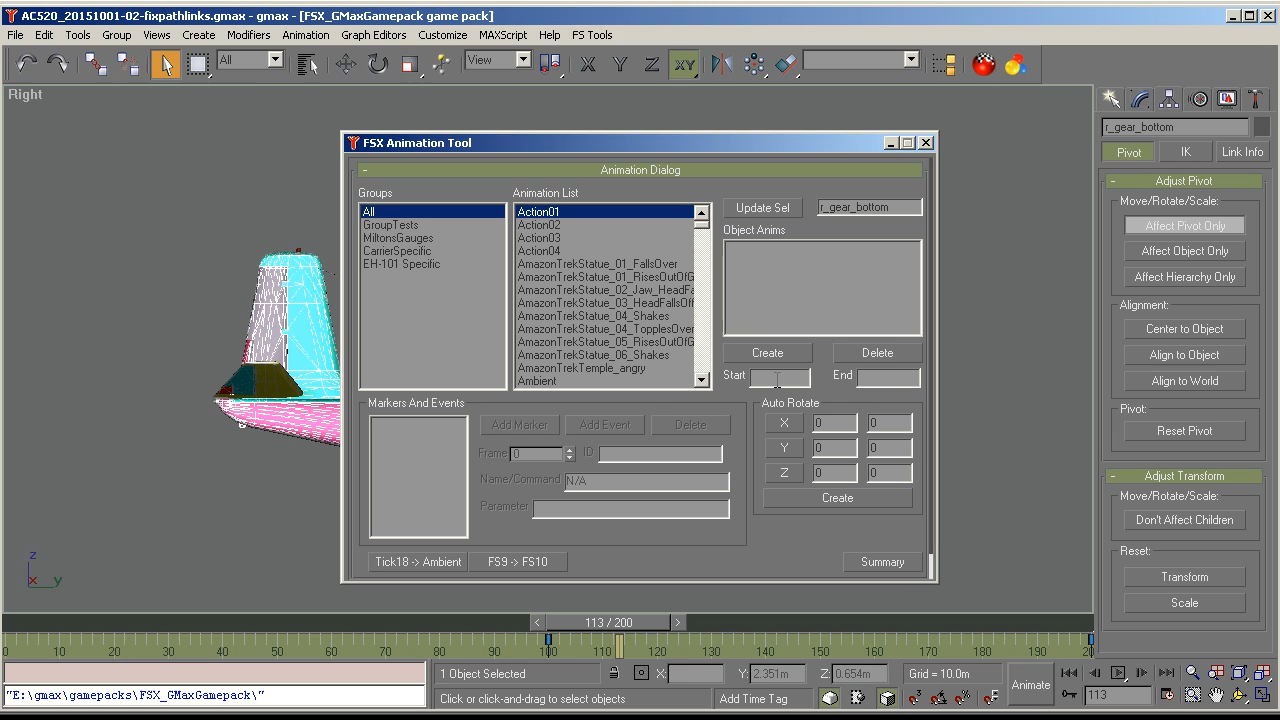 AC520_20151001-02-fixpathlinks.gmax - gmax - [FSX_GMaxGamepack game pack]
File Edit Tools Group Views Create Modifiers Animation Graph Editors Customize MAXScript Help FS Tools
All View X Y Z XY
Right
FSX Animation Tool
- Animation Dialog
Groups
All
GroupTests
MiltonsGauges
CarrierSpecific
EH-101 Specific
Animation List
Action01
Action02
Action03
Action04
AmazonTrekStatue_01_FallsOver
AmazonTrekStatue_01_RisesOutOfG
AmazonTrekStatue_02_Jaw_HeadF
AmazonTrekStatue_03_HeadFallsOff
AmazonTrekStatue_04_Shakes
AmazonTrekStatue_04_TopplesOver
AmazonTrekStatue_05_RisesOutOfG
AmazonTrekStatue_06_Shakes
AmazonTrekTemple_angry
Ambient
Update Sel r_gear_bottom
Object Anims
Create Delete
Start End
Markers And Events
Add Marker Add Event Delete
Frame 0 ID
Name/Command N/A
Parameter
Auto Rotate
X 0 0
Y 0 0
Z 0 0
Create
Tick18 -> Ambient FS9 -> FS10 Summary
r_gear_bottom
Pivot IK Link Info
- Adjust Pivot
Move/Rotate/Scale:
Affect Pivot Only
Affect Object Only
Affect Hierarchy Only
Alignment:
Center to Object
Align to Object
Align to World
Pivot:
Reset Pivot
- Adjust Transform
Move/Rotate/Scale:
Don't Affect Children
Reset:
Transform
Scale
z
x y
< 113 / 200 >
0 10 20 30 40 50 60 70 80 90 100 110 120 130 140 150 160 170 180 190 20
"E:\gmax\gamepacks\FSX_GMaxGamepack\"
1 Object Selected X: Y: 2.351m Z: 0.654m Grid = 10.0m
Click or click-and-drag to select objects Add Time Tag
Animate
113